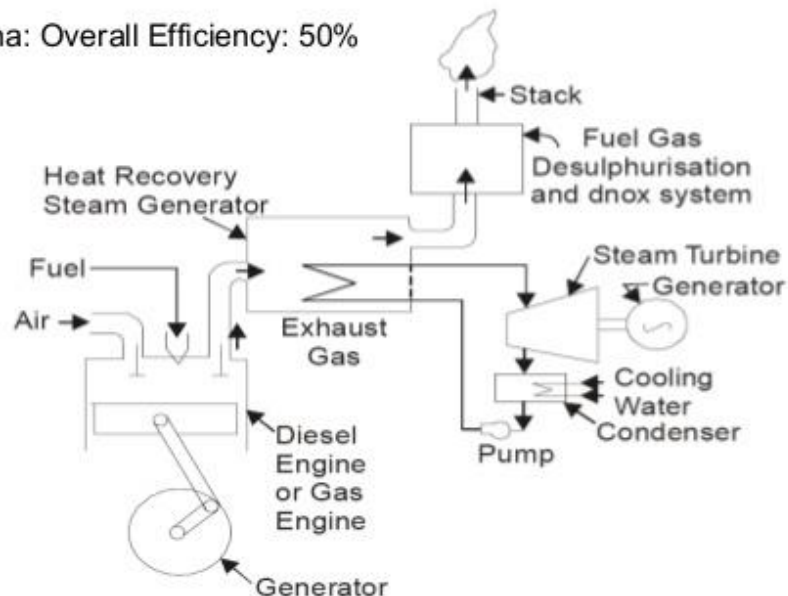 na: Overall Efficiency: 50%
Stack
Fuel Gas
Desulphurisation
and dnox system
Heat Recovery
Steam Generator
Fuel
Air
Steam Turbine
Generator
Exhaust
Gas
Cooling
Water
Condenser
Pump
Diesel
Engine
or Gas
Engine
Generator